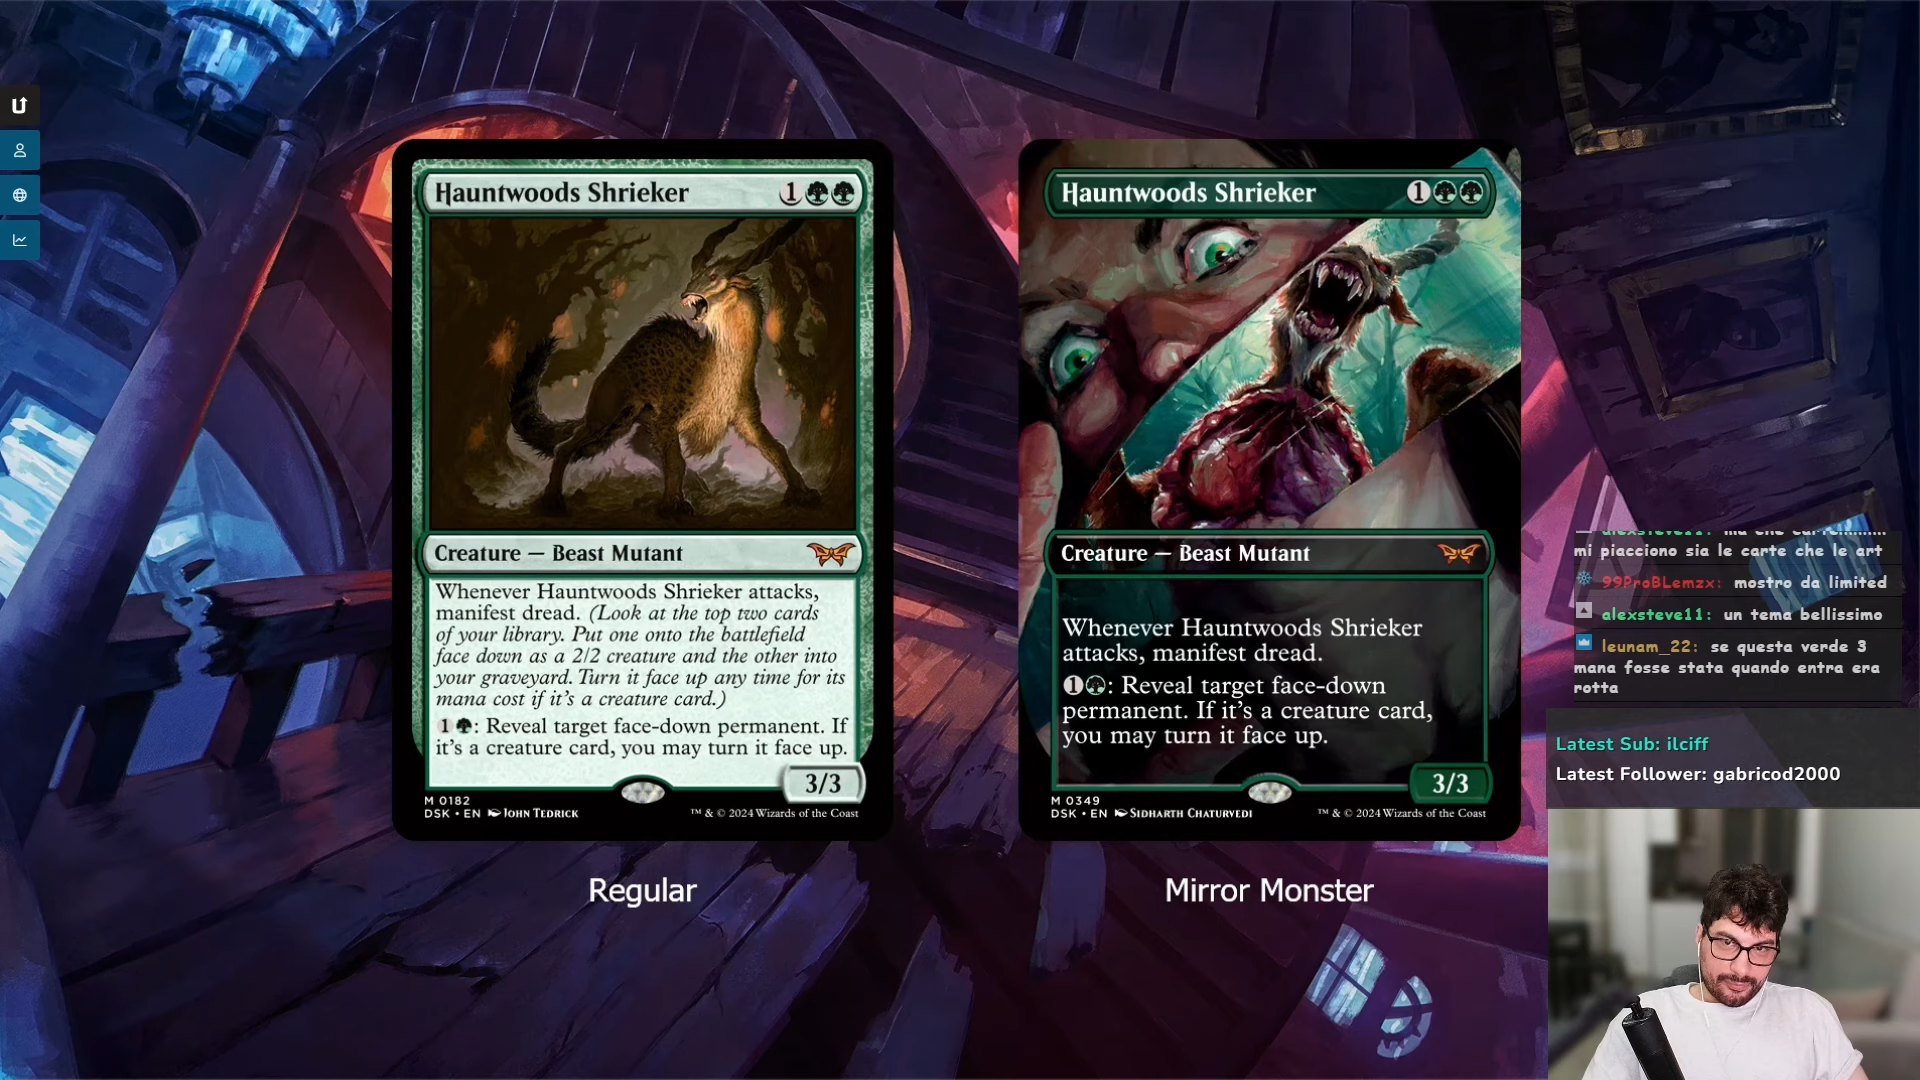 Hauntwoods Shrieker 1
Creature — Beast Mutant
Whenever Hauntwoods Shrieker attacks,
manifest dread. (Look at the top two cards
of your library. Put one onto the battlefield
face down as a 2/2 creature and the other into
your graveyard. Turn it face up any time for its
mana cost if it's a creature card.)
1: Reveal target face-down permanent. If
it's a creature card, you may turn it face up.
3/3
M 0182
DSK • EN JOHN TEDRICK
™ & © 2024 Wizards of the Coast
Regular
Hauntwoods Shrieker 1
Creature — Beast Mutant
Whenever Hauntwoods Shrieker
attacks, manifest dread.
1: Reveal target face-down
permanent. If it's a creature card,
you may turn it face up.
3/3
M 0349
DSK • EN SIDHARTH CHATURVEDI
™ & © 2024 Wizards of the Coast
Mirror Monster
mi piacciono sia le carte che le art
99ProBLemzx: mostro da limited
alexsteve11: un tema bellissimo
leunam_22: se questa verde 3
mana fosse stata quando entra era
rotta
Latest Sub: ilciff
Latest Follower: gabricod2000